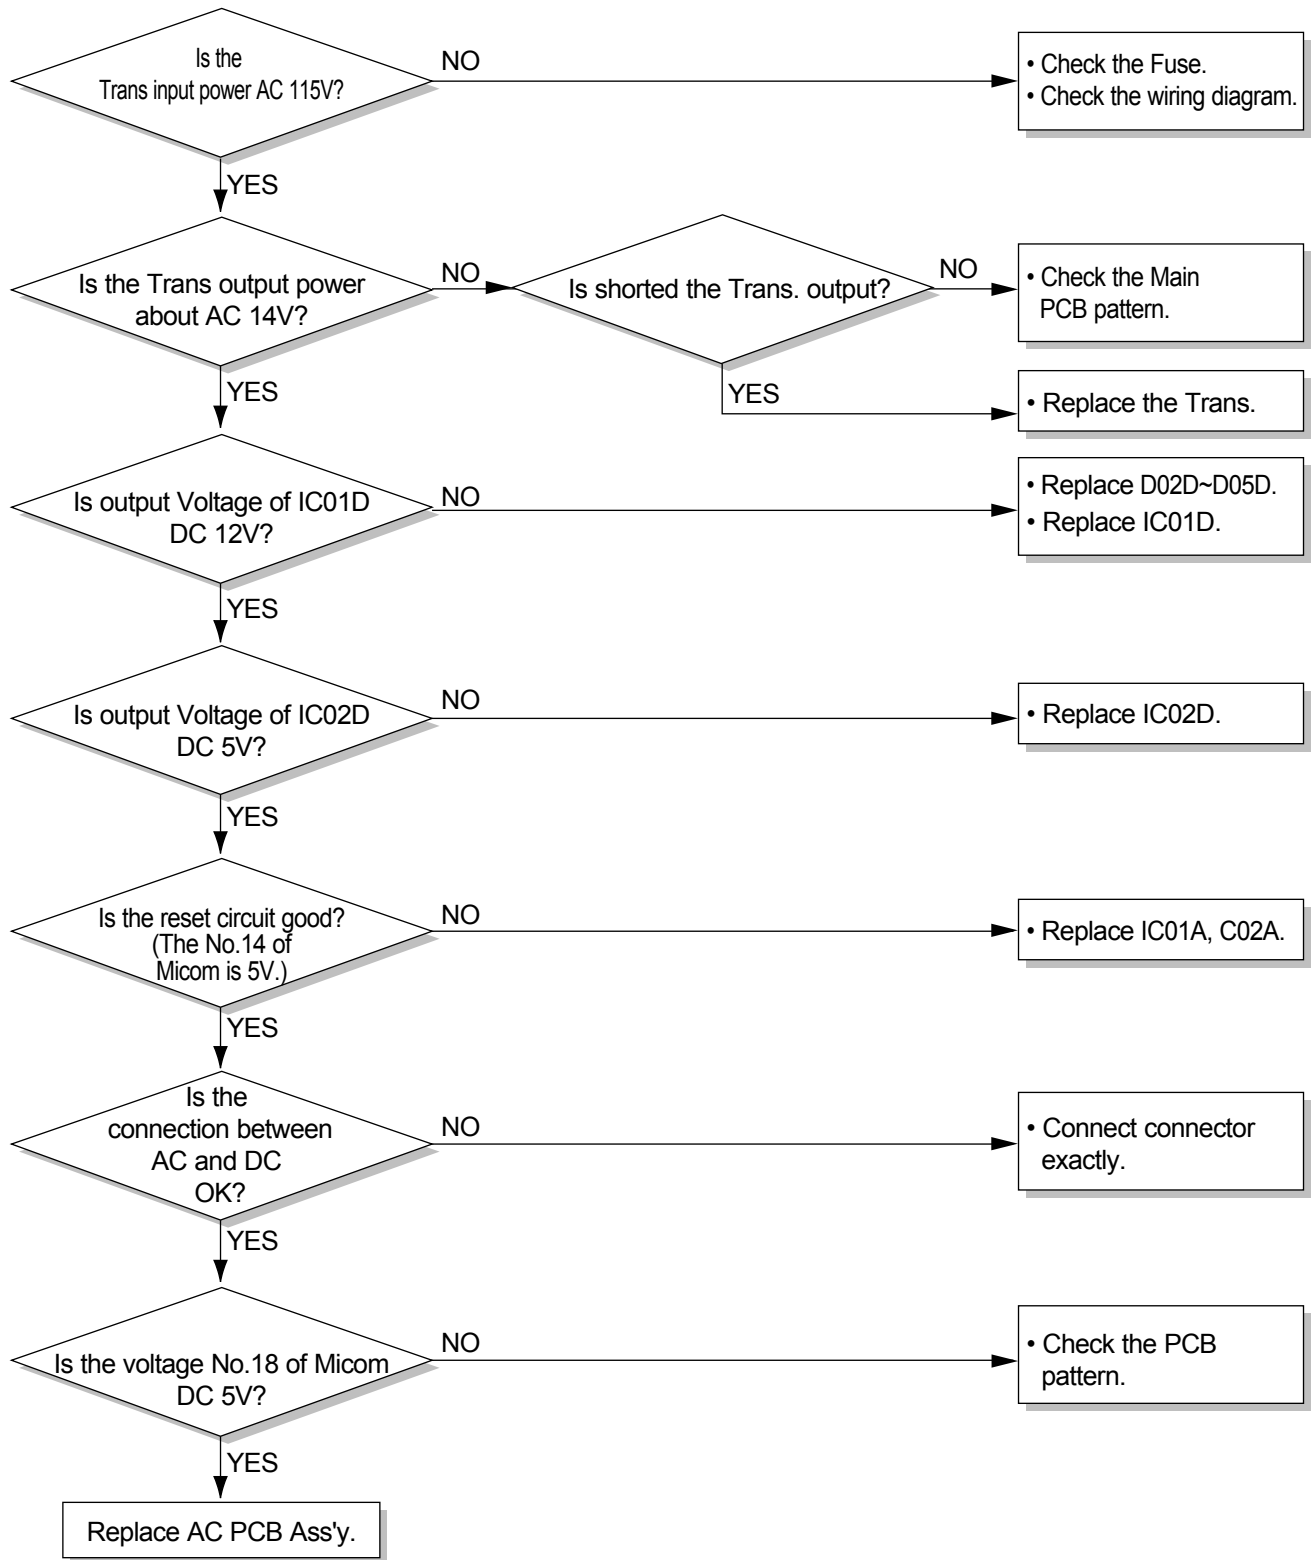 Is the
Trans input power AC 115V?
NO
• Check the Fuse.
• Check the wiring diagram.
YES
Is the Trans output power
about AC 14V?
NO
Is shorted the Trans. output?
NO
• Check the Main
PCB pattern.
YES
• Replace the Trans.
YES
Is output Voltage of IC01D
DC 12V?
NO
• Replace D02D~D05D.
• Replace IC01D.
YES
Is output Voltage of IC02D
DC 5V?
NO
• Replace IC02D.
YES
Is the reset circuit good?
(The No.14 of
Micom is 5V.)
NO
• Replace IC01A, C02A.
YES
Is the
connection between
AC and DC
OK?
NO
• Connect connector
exactly.
YES
Is the voltage No.18 of Micom
DC 5V?
NO
• Check the PCB
pattern.
YES
Replace AC PCB Ass'y.